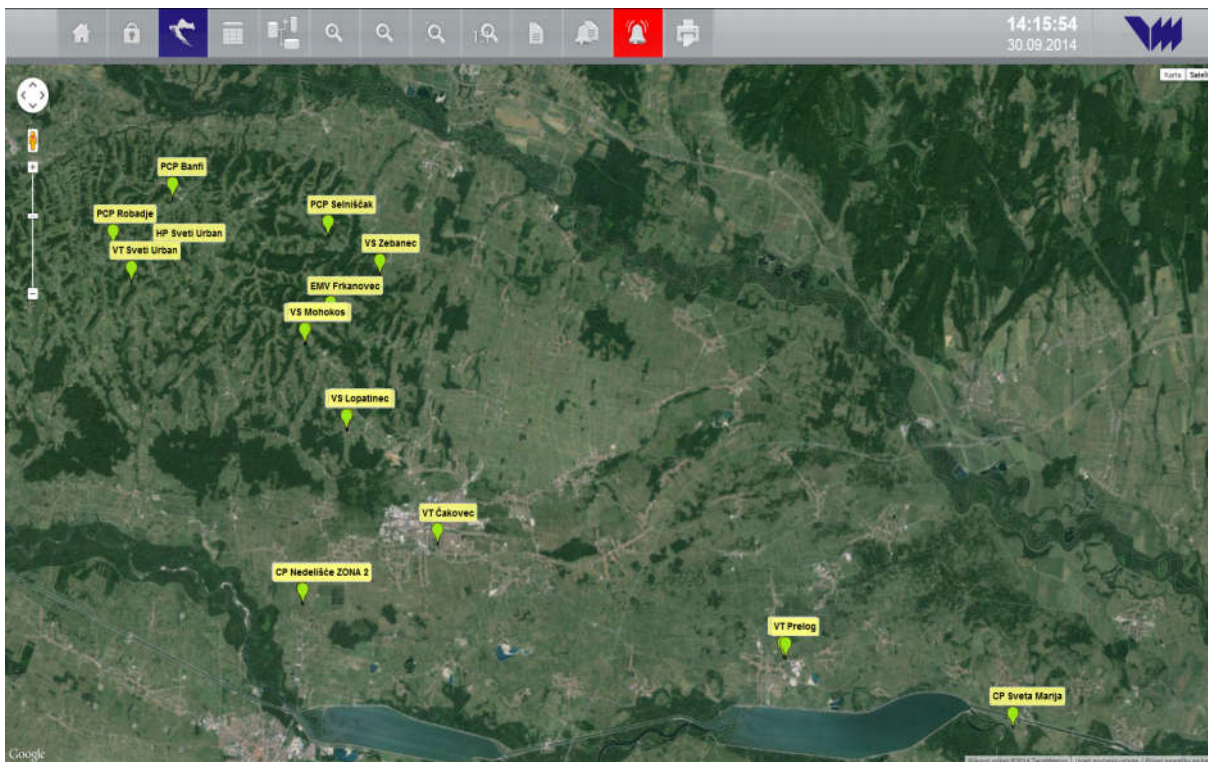 14:15:54
30.09.2014
Karta Sateli
PCP Banfi
PCP Selniščak
PCP Robadje
HP Sveti Urban
VT Sveti Urban
VS Zebanec
EMV Frkanovec
VS Mohokos
VS Lopatinec
VT Čakovec
CP Nedelišće ZONA 2
VT Prelog
CP Sveta Marija
Google